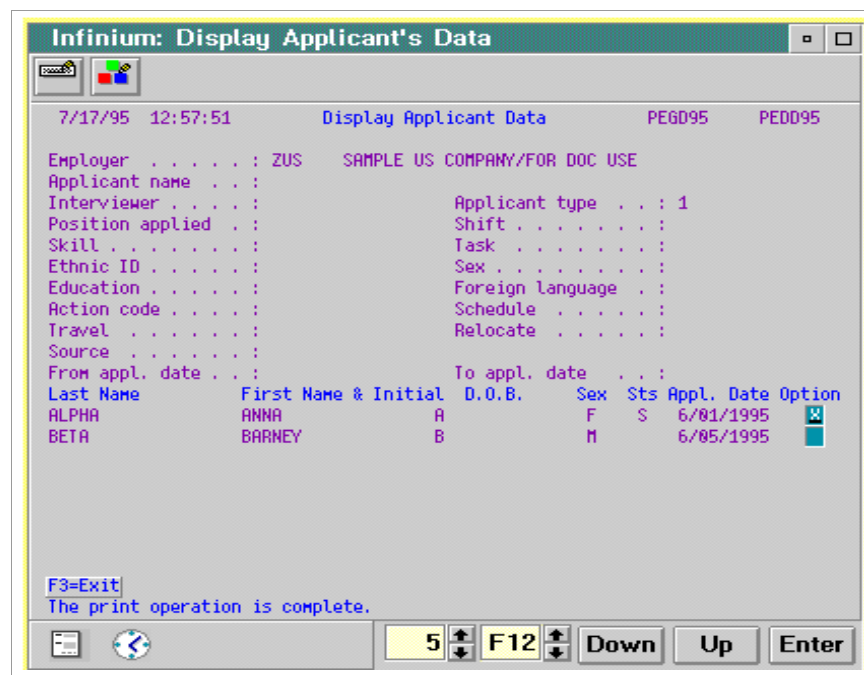 Infinium: Display Applicant's Data
7/17/95 12:57:51 Display Applicant Data PEGD95 PEDD95
Employer . . . . . : ZUS SAMPLE US COMPANY/FOR DOC USE
Applicant name . . :
Interviewer . . . . : Applicant type . . : 1
Position applied . : Shift . . . . . . . :
Skill . . . . . . . : Task . . . . . . . :
Ethnic ID . . . . . : Sex . . . . . . . . :
Education . . . . . : Foreign language . :
Action code . . . . : Schedule . . . . . :
Travel . . . . . . : Relocate . . . . . :
Source . . . . . . :
From appl. date . . : To appl. date . . :
Last Name First Name & Initial D.O.B. Sex Sts Appl. Date Option
ALPHA ANNA A F S 6/01/1995 X
BETA BARNEY B M 6/05/1995
F3=Exit
The print operation is complete.
5 F12 Down Up Enter